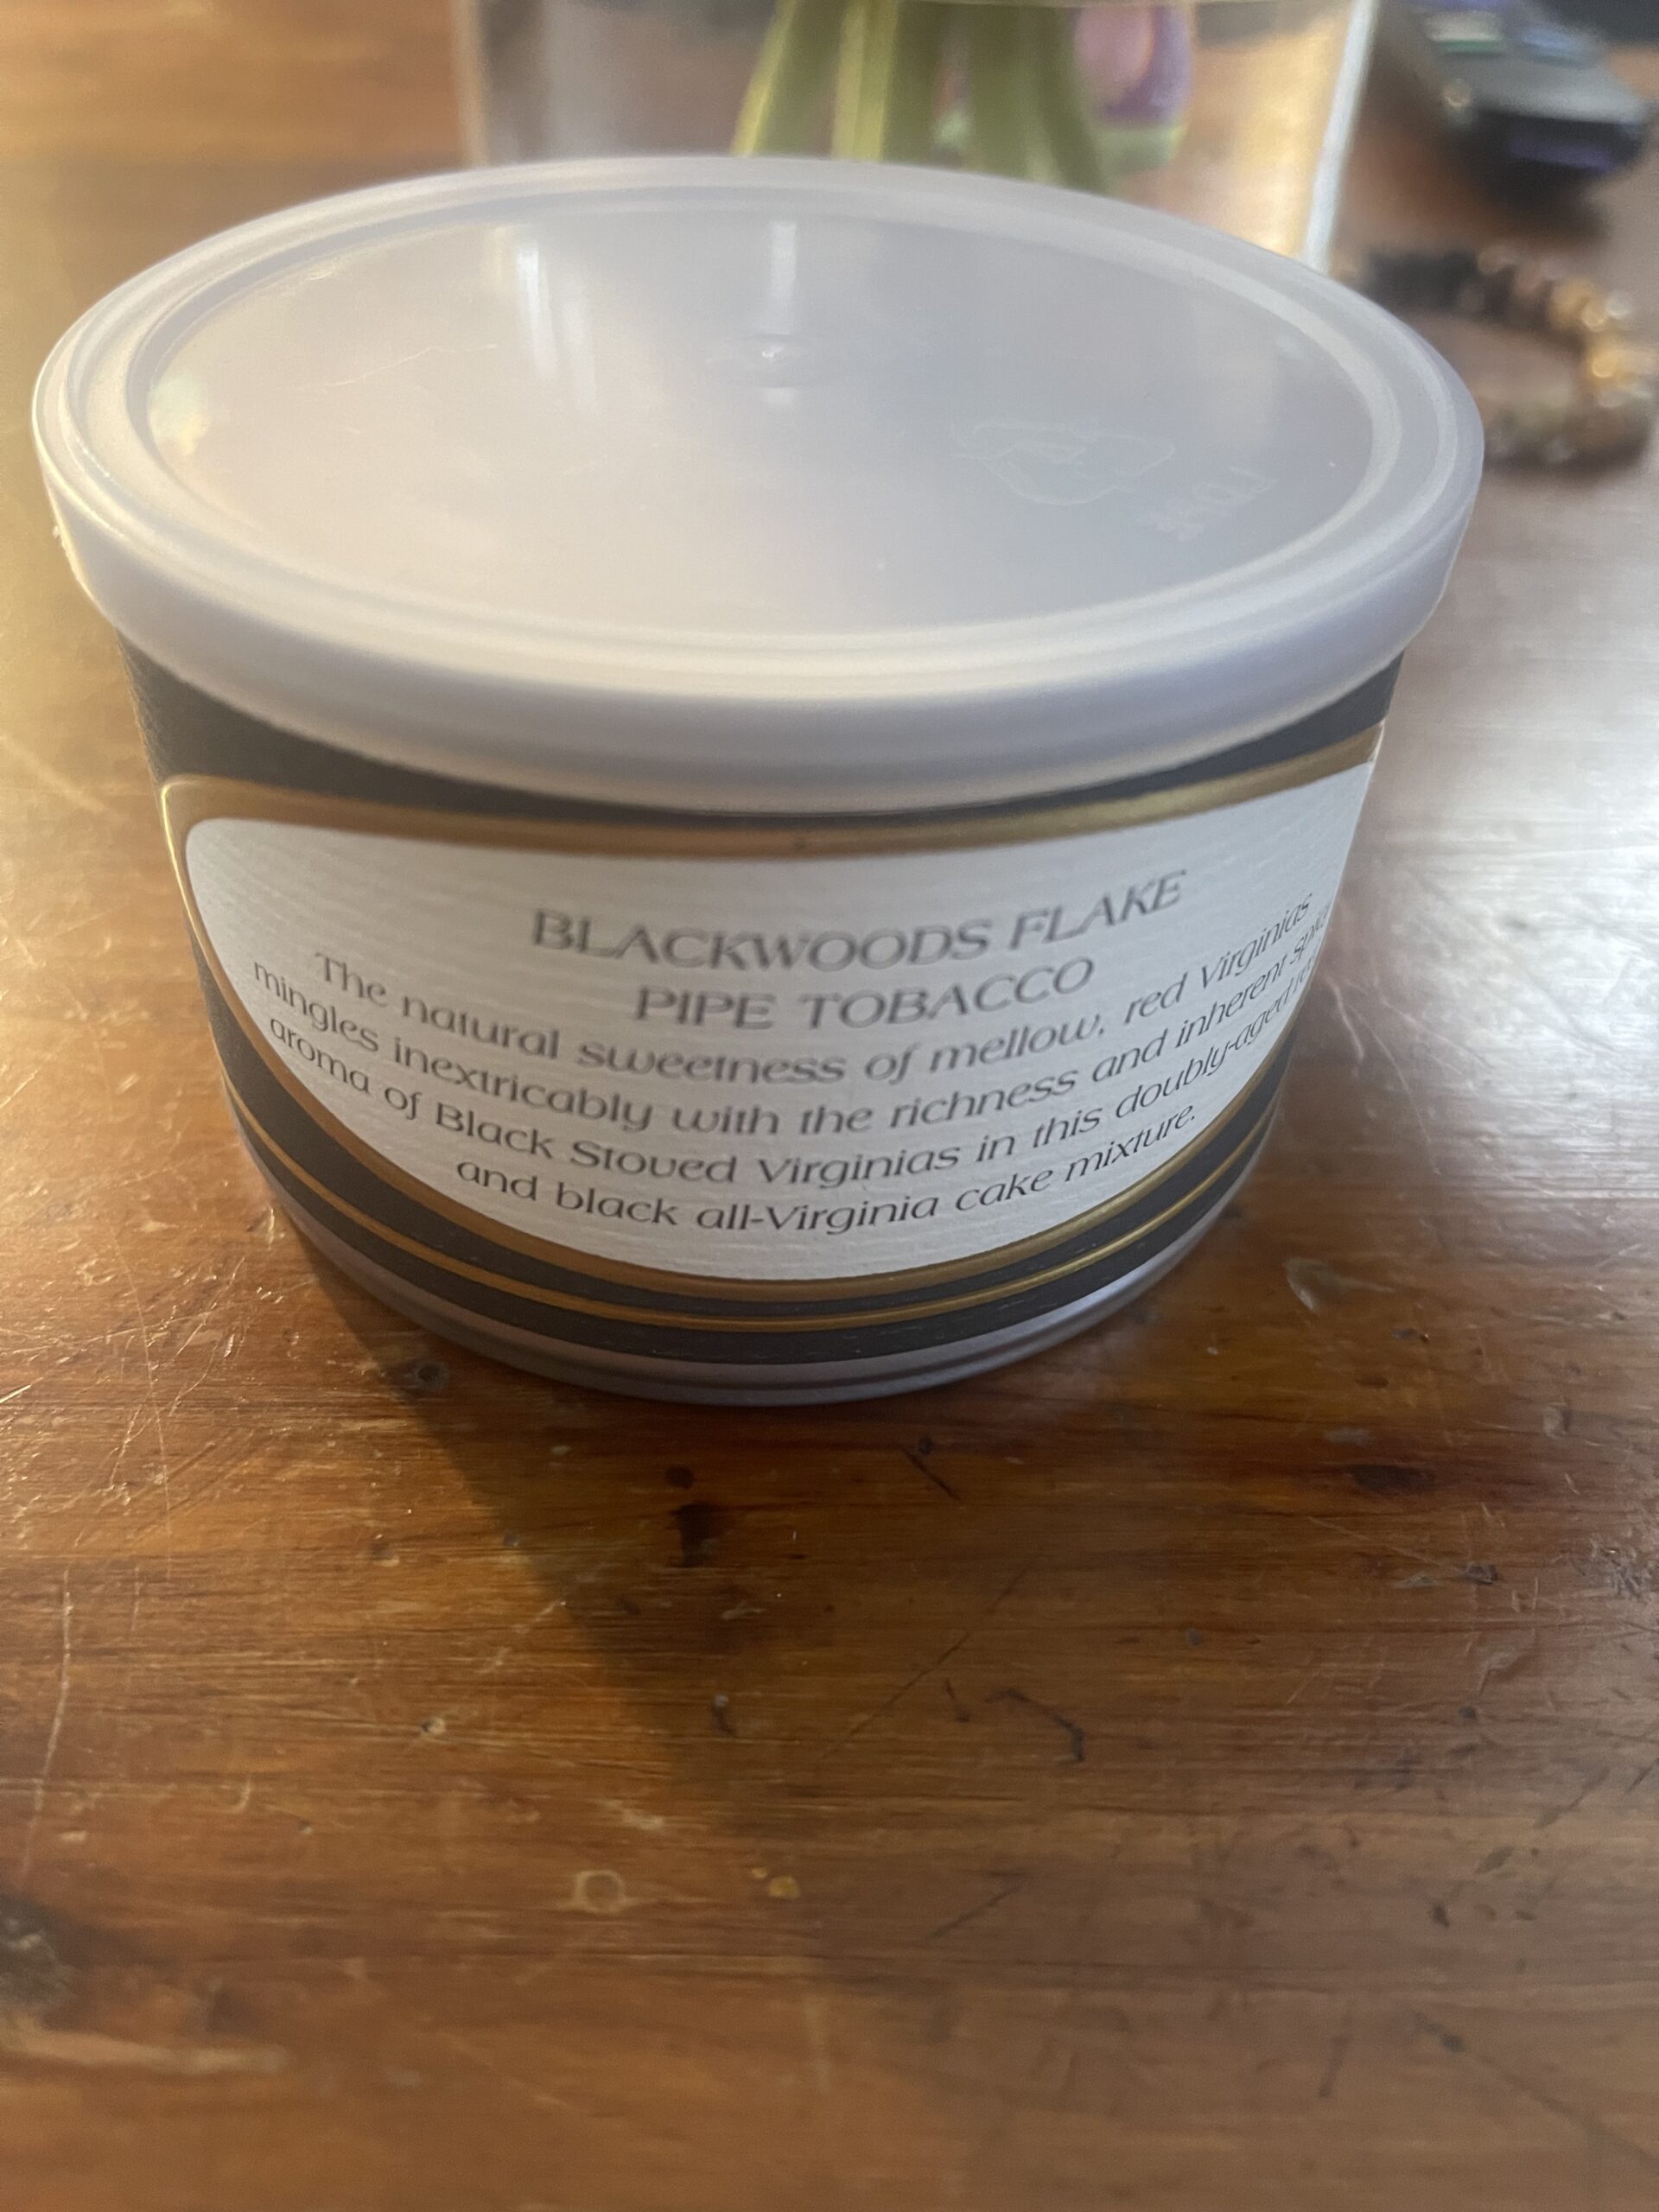 BLACKWOODS FLAKE
PIPE TOBACCO
The natural sweetness of mellow, red Virginias
mingles inextricably with the richness and inherent
aroma of Black Stoved Virginias in this doubly-aged
and black all-Virginia cake mixture.